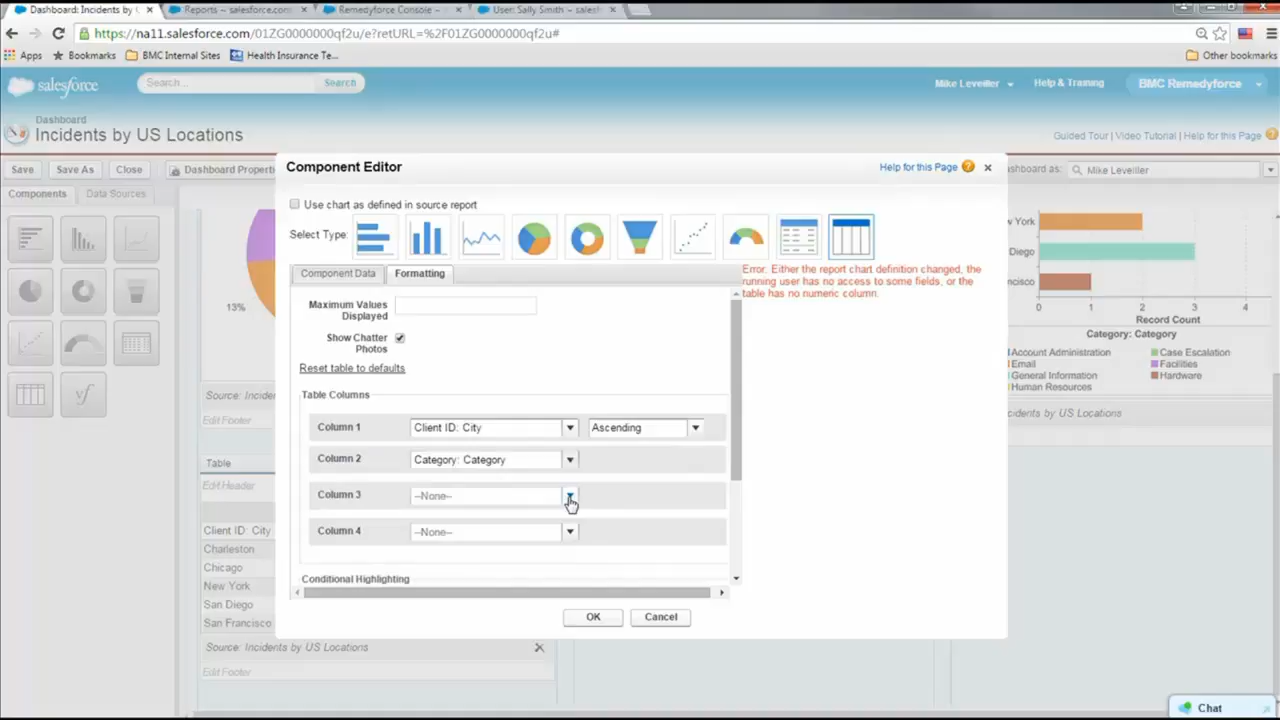 Dashboard: Incidents by U
Reports ~ salesforce.com
Remedyforce Console ~
User: Sally Smith ~ sales
https://na11.salesforce.com/01ZG0000000qf2u/e?retURL=%2F01ZG0000000qf2u#
Apps
Bookmarks
BMC Internal Sites
Health Insurance Te...
Other bookmarks
salesforce
Search...
Search
Mike Leveiller
Help & Training
BMC Remedyforce
Dashboard
Incidents by US Locations
Guided Tour | Video Tutorial | Help for this Page
Save
Save As
Close
Dashboard Properti
shboard as:
Mike Leveiller
Components
Data Sources
Component Editor
Help for this Page
Use chart as defined in source report
Select Type:
Component Data
Formatting
Error. Either the report chart definition changed, the
running user has no access to some fields, or the
table has no numeric column.
Maximum Values
Displayed
Show Chatter
Photos
Reset table to defaults
Table Columns
Column 1
Client ID: City
Ascending
Column 2
Category: Category
Column 3
--None--
Column 4
--None--
Conditional Highlighting
OK
Cancel
13%
Source: Incidents
Edit Footer
Table
Edit Header
Client ID: City
Charleston
Chicago
New York
San Diego
San Francisco
Source: Incidents by US Locations
Edit Footer
w York
Diego
ncisco
0
1
2
3
4
Record Count
Category: Category
Account Administration
Case Escalation
Email
Facilities
General Information
Hardware
Human Resources
cidents by US Locations
Chat